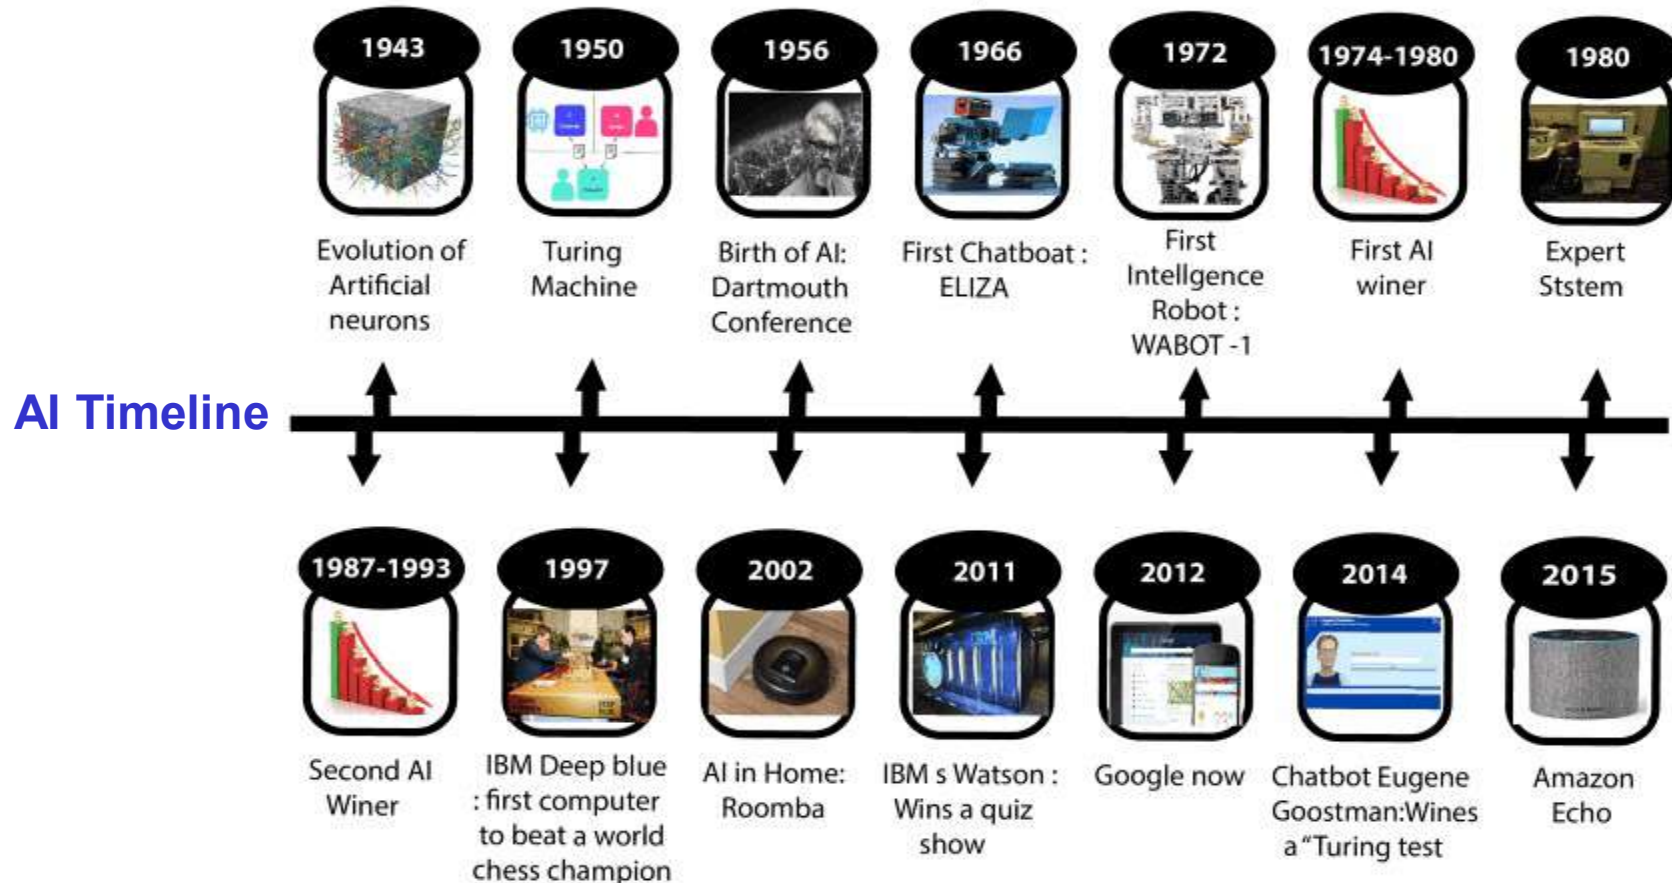 1943
Evolution of
Artificial
neurons
1950
Turing
Machine
1956
Birth of AI:
Dartmouth
Conference
1966
First Chatboat :
ELIZA
1972
First
Intellgence
Robot :
WABOT -1
1974-1980
First AI
winer
1980
Expert
Ststem
AI Timeline
1987-1993
Second AI
Winer
1997
IBM Deep blue
: first computer
to beat a world
chess champion
2002
AI in Home:
Roomba
2011
IBM s Watson :
Wins a quiz
show
2012
Google now
2014
Chatbot Eugene
Goostman:Wines
a “Turing test
2015
Amazon
Echo